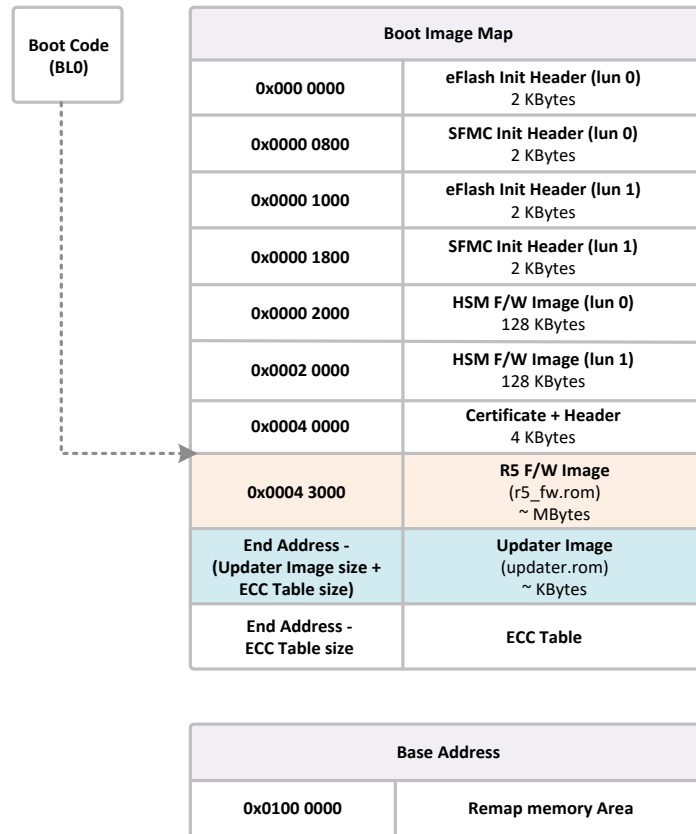 Boot Code
(BL0)
Boot Image Map
0x000 0000
eFlash Init Header (lun 0)
2 KBytes
0x0000 0800
SFMC Init Header (lun 0)
2 KBytes
0x0000 1000
eFlash Init Header (lun 1)
2 KBytes
0x0000 1800
SFMC Init Header (lun 1)
2 KBytes
0x0000 2000
HSM F/W Image (lun 0)
128 KBytes
0x0002 0000
HSM F/W Image (lun 1)
128 KBytes
0x0004 0000
Certificate + Header
4 KBytes
0x0004 3000
R5 F/W Image
(r5_fw.rom)
~ MBytes
End Address -
(Updater Image size +
ECC Table size)
Updater Image
(updater.rom)
~ KBytes
End Address -
ECC Table size
ECC Table
Base Address
0x0100 0000
Remap memory Area